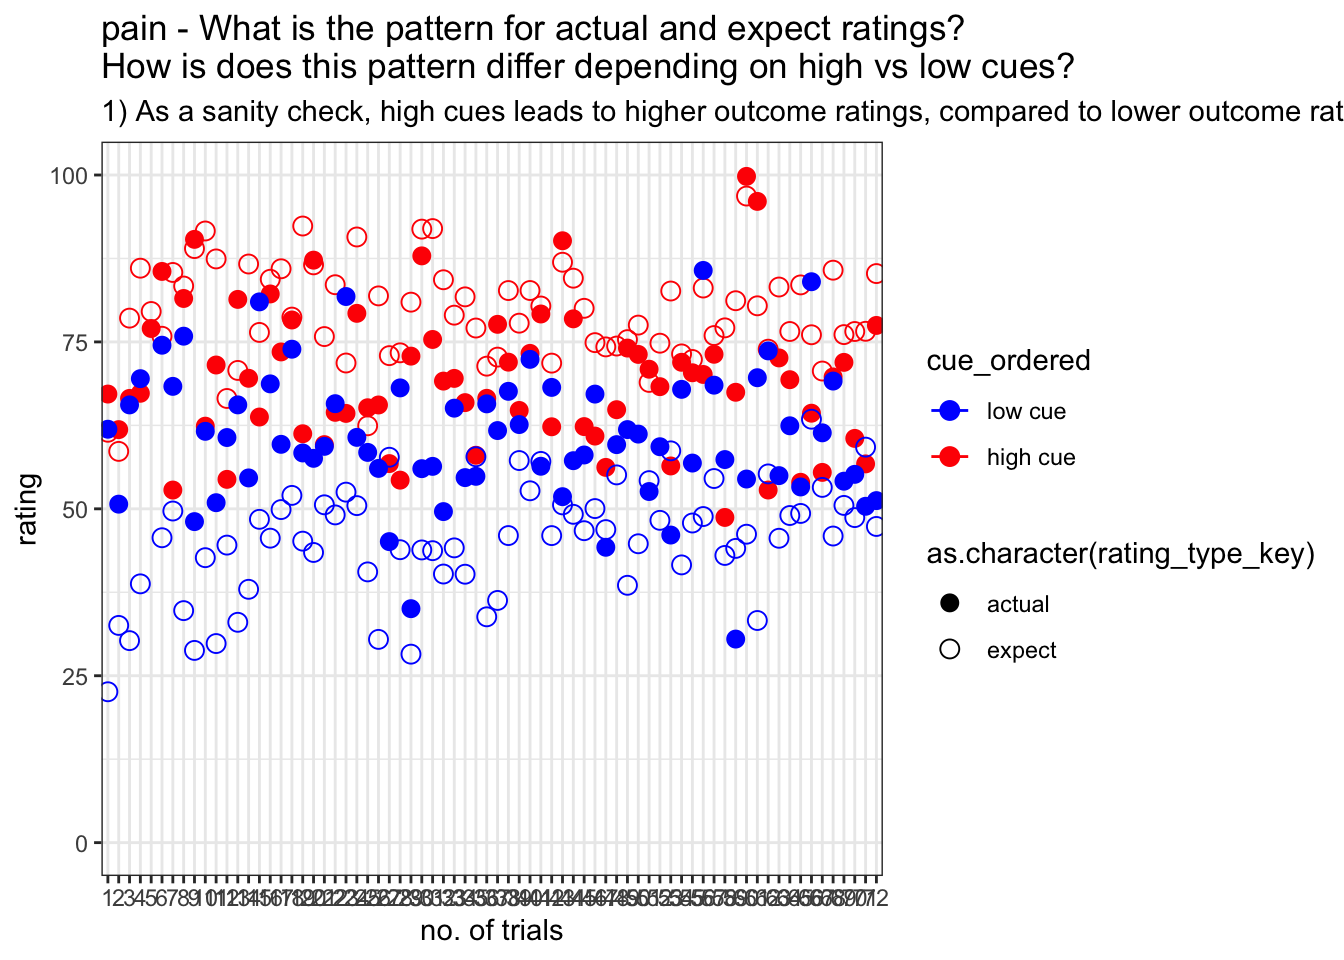 pain - What is the pattern for actual and expect ratings?
How is does this pattern differ depending on high vs low cues?
1) As a sanity check, high cues leads to higher outcome ratings, compared to lower outcome rat
100
75
50
25
0
rating
no. of trials
cue_ordered
low cue
high cue
as.character(rating_type_key)
actual
expect